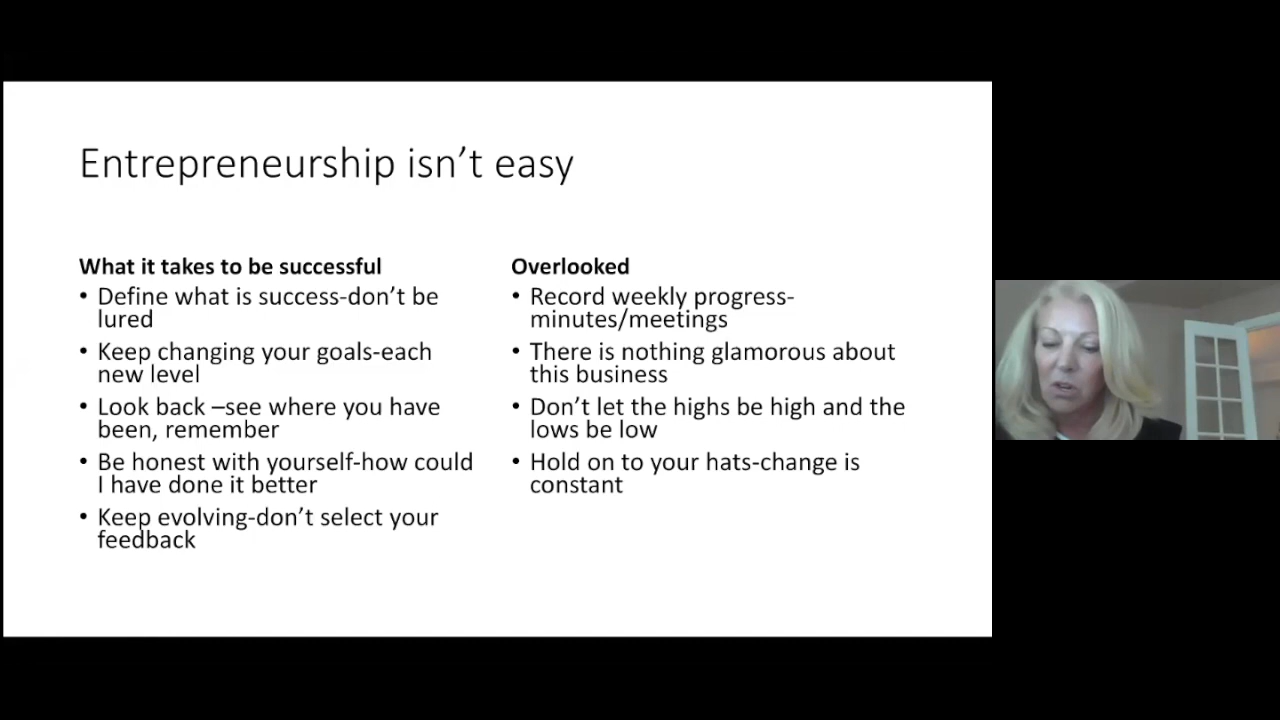 Entrepreneurship isn’t easy
What it takes to be successful
• Define what is success-don’t be
lured
• Keep changing your goals-each
new level
• Look back –see where you have
been, remember
• Be honest with yourself-how could
I have done it better
• Keep evolving-don’t select your
feedback
Overlooked
• Record weekly progress-
minutes/meetings
• There is nothing glamorous about
this business
• Don’t let the highs be high and the
lows be low
• Hold on to your hats-change is
constant